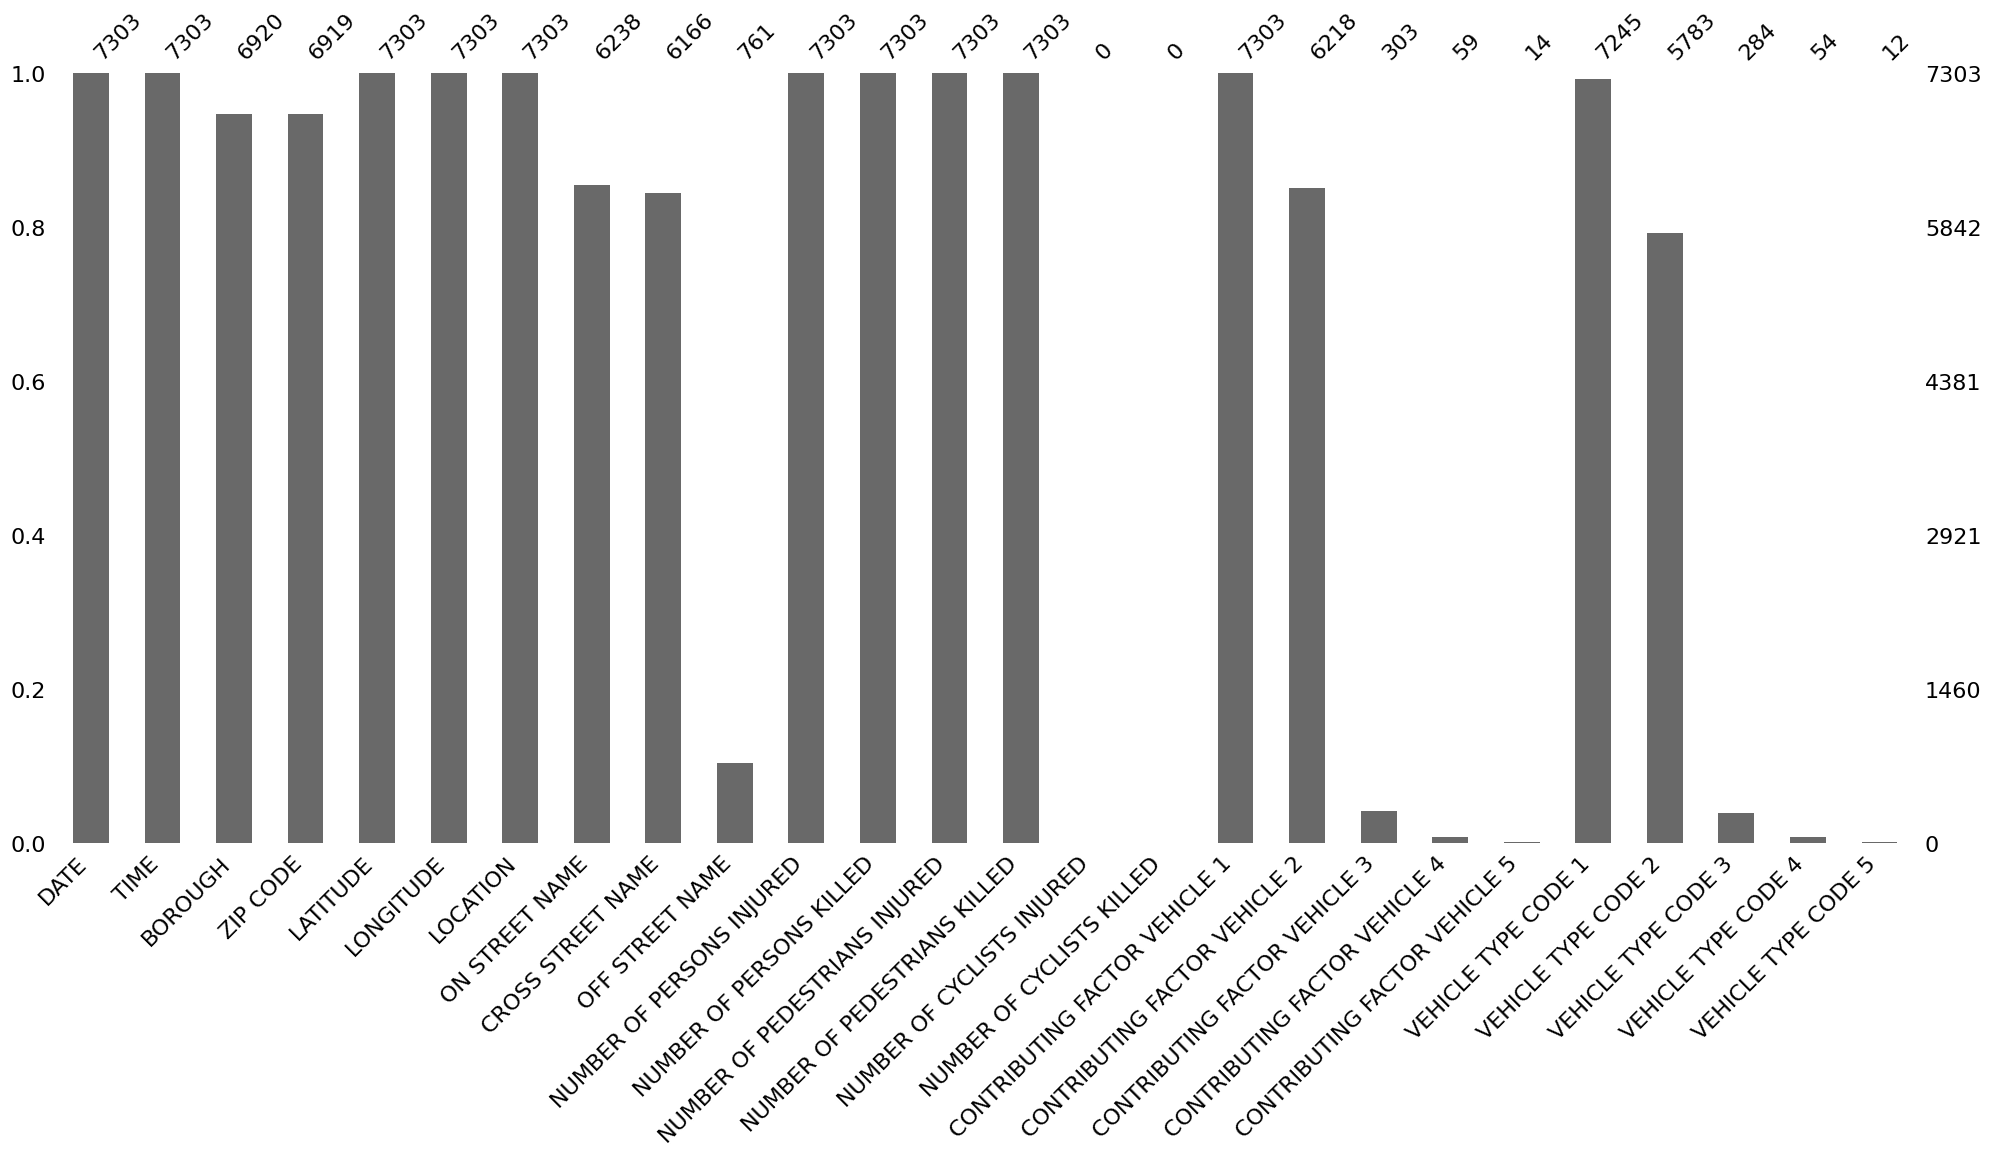 7303
7303
6920
6919
7303
7303
7303
6238
6166
761
7303
7303
7303
7303
0
0
7303
6218
303
59
14
7245
5783
284
54
12
1.0
0.8
0.6
0.4
0.2
0.0
7303
5842
4381
2921
1460
0
DATE
TIME
BOROUGH
ZIP CODE
LATITUDE
LONGITUDE
LOCATION
ON STREET NAME
CROSS STREET NAME
OFF STREET NAME
NUMBER OF PERSONS INJURED
NUMBER OF PERSONS KILLED
NUMBER OF PEDESTRIANS INJURED
NUMBER OF PEDESTRIANS KILLED
NUMBER OF CYCLISTS INJURED
NUMBER OF CYCLISTS KILLED
CONTRIBUTING FACTOR VEHICLE 1
CONTRIBUTING FACTOR VEHICLE 2
CONTRIBUTING FACTOR VEHICLE 3
CONTRIBUTING FACTOR VEHICLE 4
CONTRIBUTING FACTOR VEHICLE 5
VEHICLE TYPE CODE 1
VEHICLE TYPE CODE 2
VEHICLE TYPE CODE 3
VEHICLE TYPE CODE 4
VEHICLE TYPE CODE 5